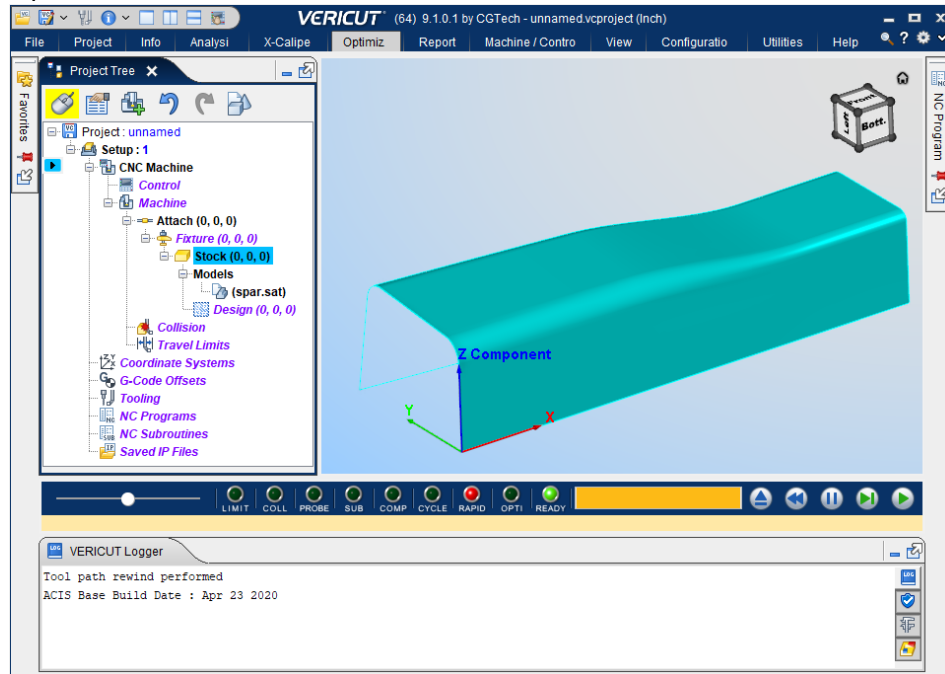 VERICUT (64) 9.1.0.1 by CGTech - unnamed.vcproject (Inch)
File Project Info Analysi X-Calipe Optimiz Report Machine / Contro View Configuratio Utilities Help
Favorites
Project Tree
Project : unnamed
Setup : 1
CNC Machine
Control
Machine
Attach (0, 0, 0)
Fixture (0, 0, 0)
Stock (0, 0, 0)
Models
(spar.sat)
Design (0, 0, 0)
Collision
Travel Limits
Coordinate Systems
G-Code Offsets
Tooling
NC Programs
NC Subroutines
Saved IP Files
Front
Left
Bott.
Z Component
Y
X
NC Program
LIMIT COLL PROBE SUB COMP CYCLE RAPID OPTI READY
LOG
VERICUT Logger
Tool path rewind performed
ACIS Base Build Date : Apr 23 2020
LOG